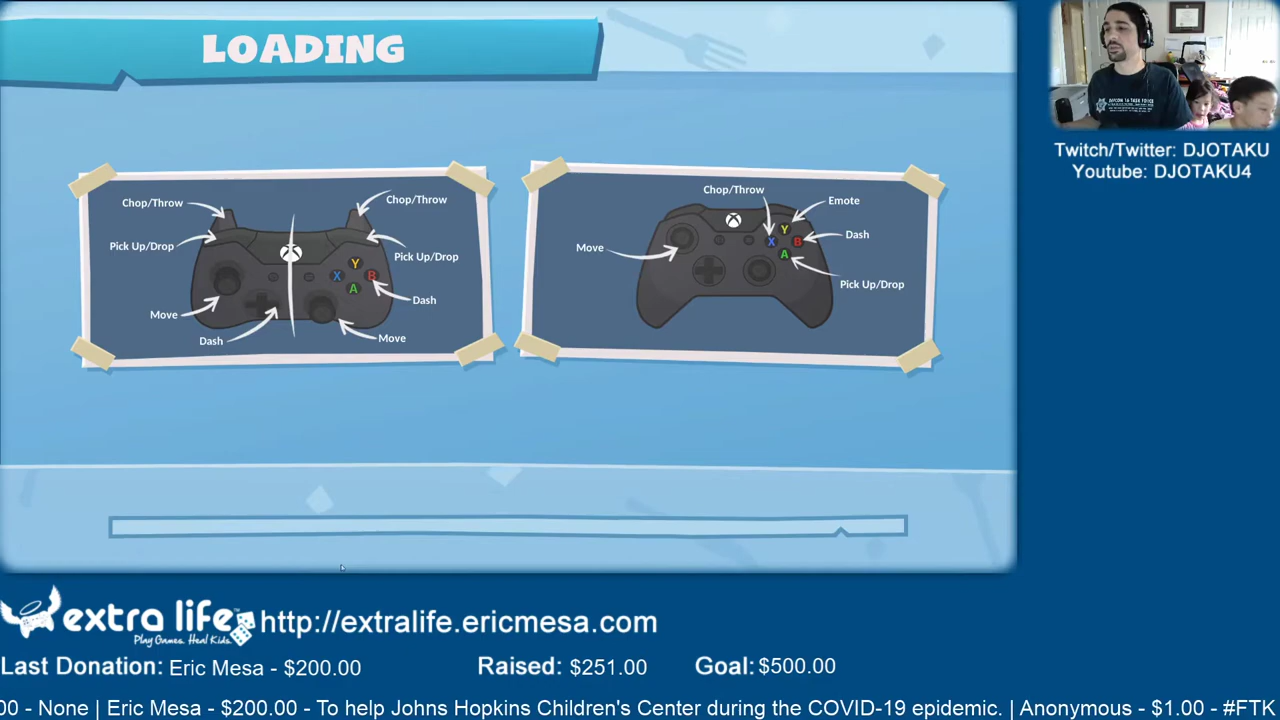 LOADING
Chop/Throw
Pick Up/Drop
Move
Dash
Chop/Throw
Pick Up/Drop
Dash
Move
X
Y
B
A
Chop/Throw
Emote
Dash
Pick Up/Drop
Move
X
Y
B
A
Twitch/Twitter: DJOTAKU
Youtube: DJOTAKU4
extra life
Play Games. Heal Kids.
http://extralife.ericmesa.com
Last Donation: Eric Mesa - $200.00
Raised: $251.00
Goal: $500.00
00 - None | Eric Mesa - $200.00 - To help Johns Hopkins Children's Center during the COVID-19 epidemic. | Anonymous - $1.00 - #FTK